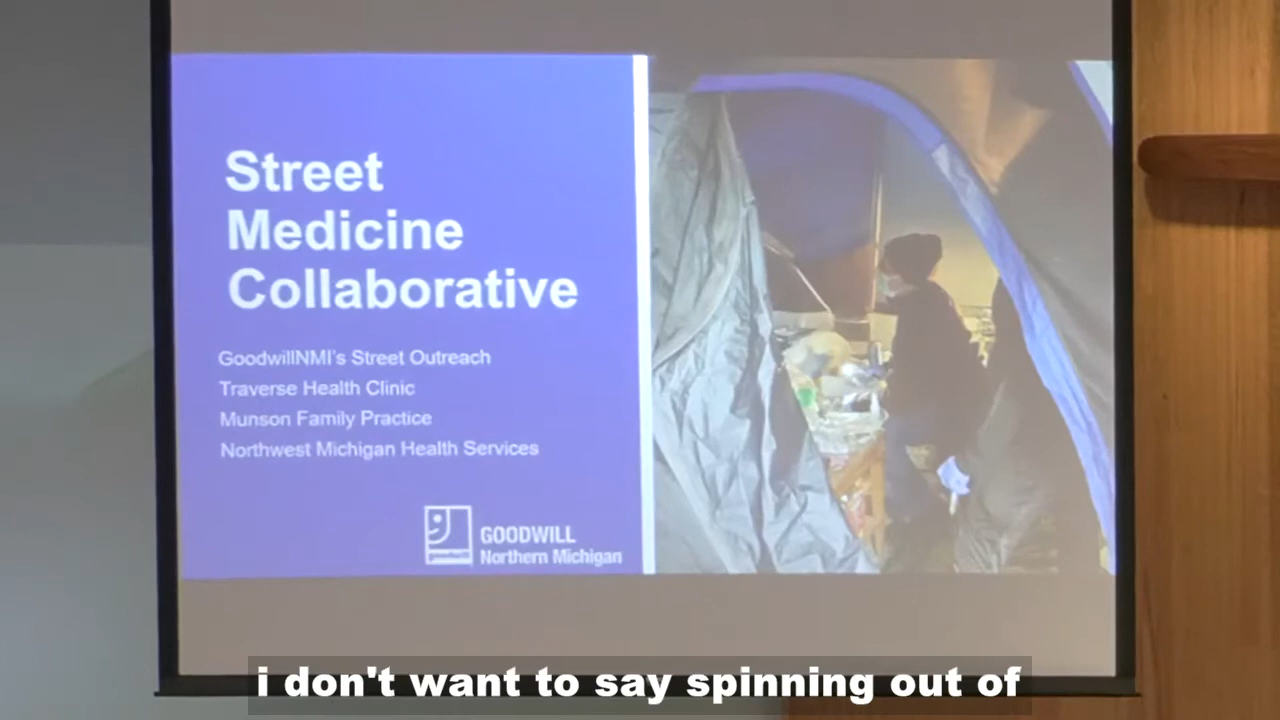 Street
Medicine
Collaborative
GoodwillNMI's Street Outreach
Traverse Health Clinic
Munson Family Practice
Northwest Michigan Health Services
goodwill
GOODWILL
Northern Michigan
i don't want to say spinning out of